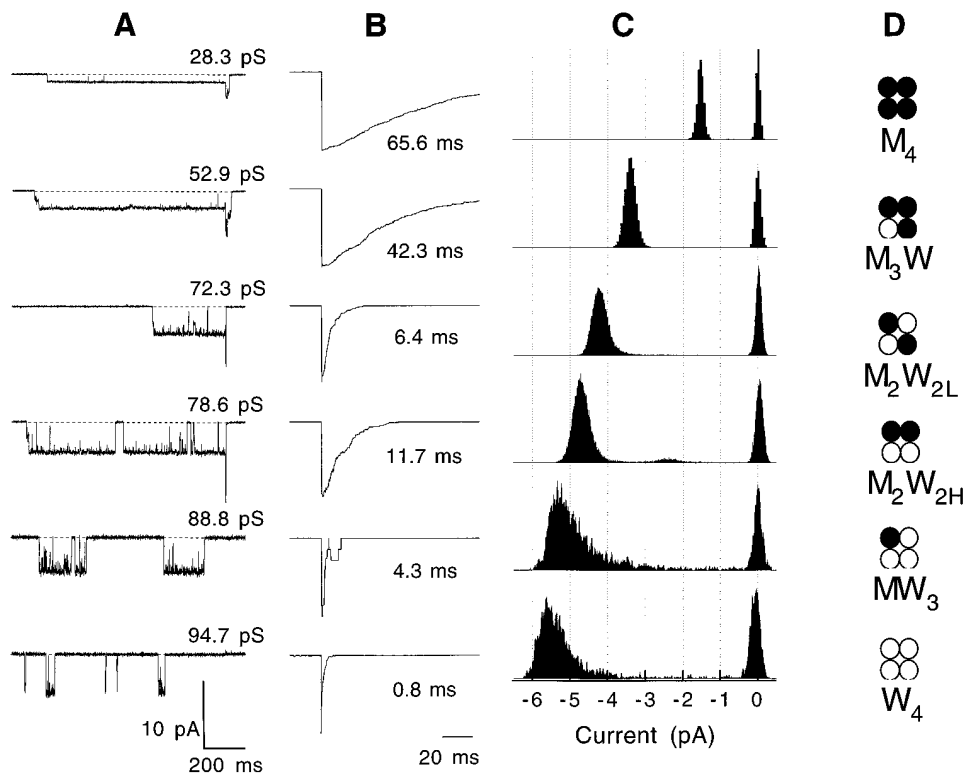 A B C D
28.3 pS
65.6 ms
M4
52.9 pS
42.3 ms
M3W
72.3 pS
6.4 ms
M2W2L
78.6 pS
11.7 ms
M2W2H
88.8 pS
4.3 ms
MW3
94.7 pS
0.8 ms
W4
10 pA
200 ms
20 ms
-6 -5 -4 -3 -2 -1 0
Current (pA)